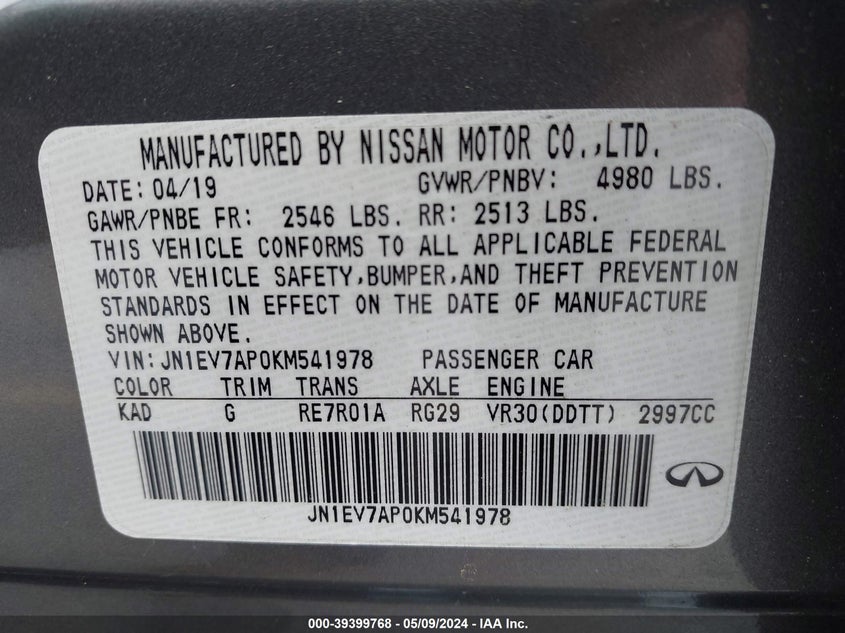 MANUFACTURED BY NISSAN MOTOR CO.,LTD.
DATE: 04/19 GVWR/PNBV: 4980 LBS.
GAWR/PNBE FR: 2546 LBS. RR: 2513 LBS.
THIS VEHICLE CONFORMS TO ALL APPLICABLE FEDERAL
MOTOR VEHICLE SAFETY,BUMPER,AND THEFT PREVENTION
STANDARDS IN EFFECT ON THE DATE OF MANUFACTURE
SHOWN ABOVE.
VIN:JN1EV7AP0KM541978 PASSENGER CAR
COLOR TRIM TRANS AXLE ENGINE
KAD G RE7R01A RG29 VR30(DDTT) 2997CC
JN1EV7AP0KM541978
000-39399768 - 05/09/2024 - IAA Inc.